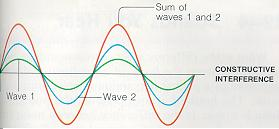 Sum of
waves 1 and 2
CONSTRUCTIVE
INTERFERENCE
Wave 1
Wave 2